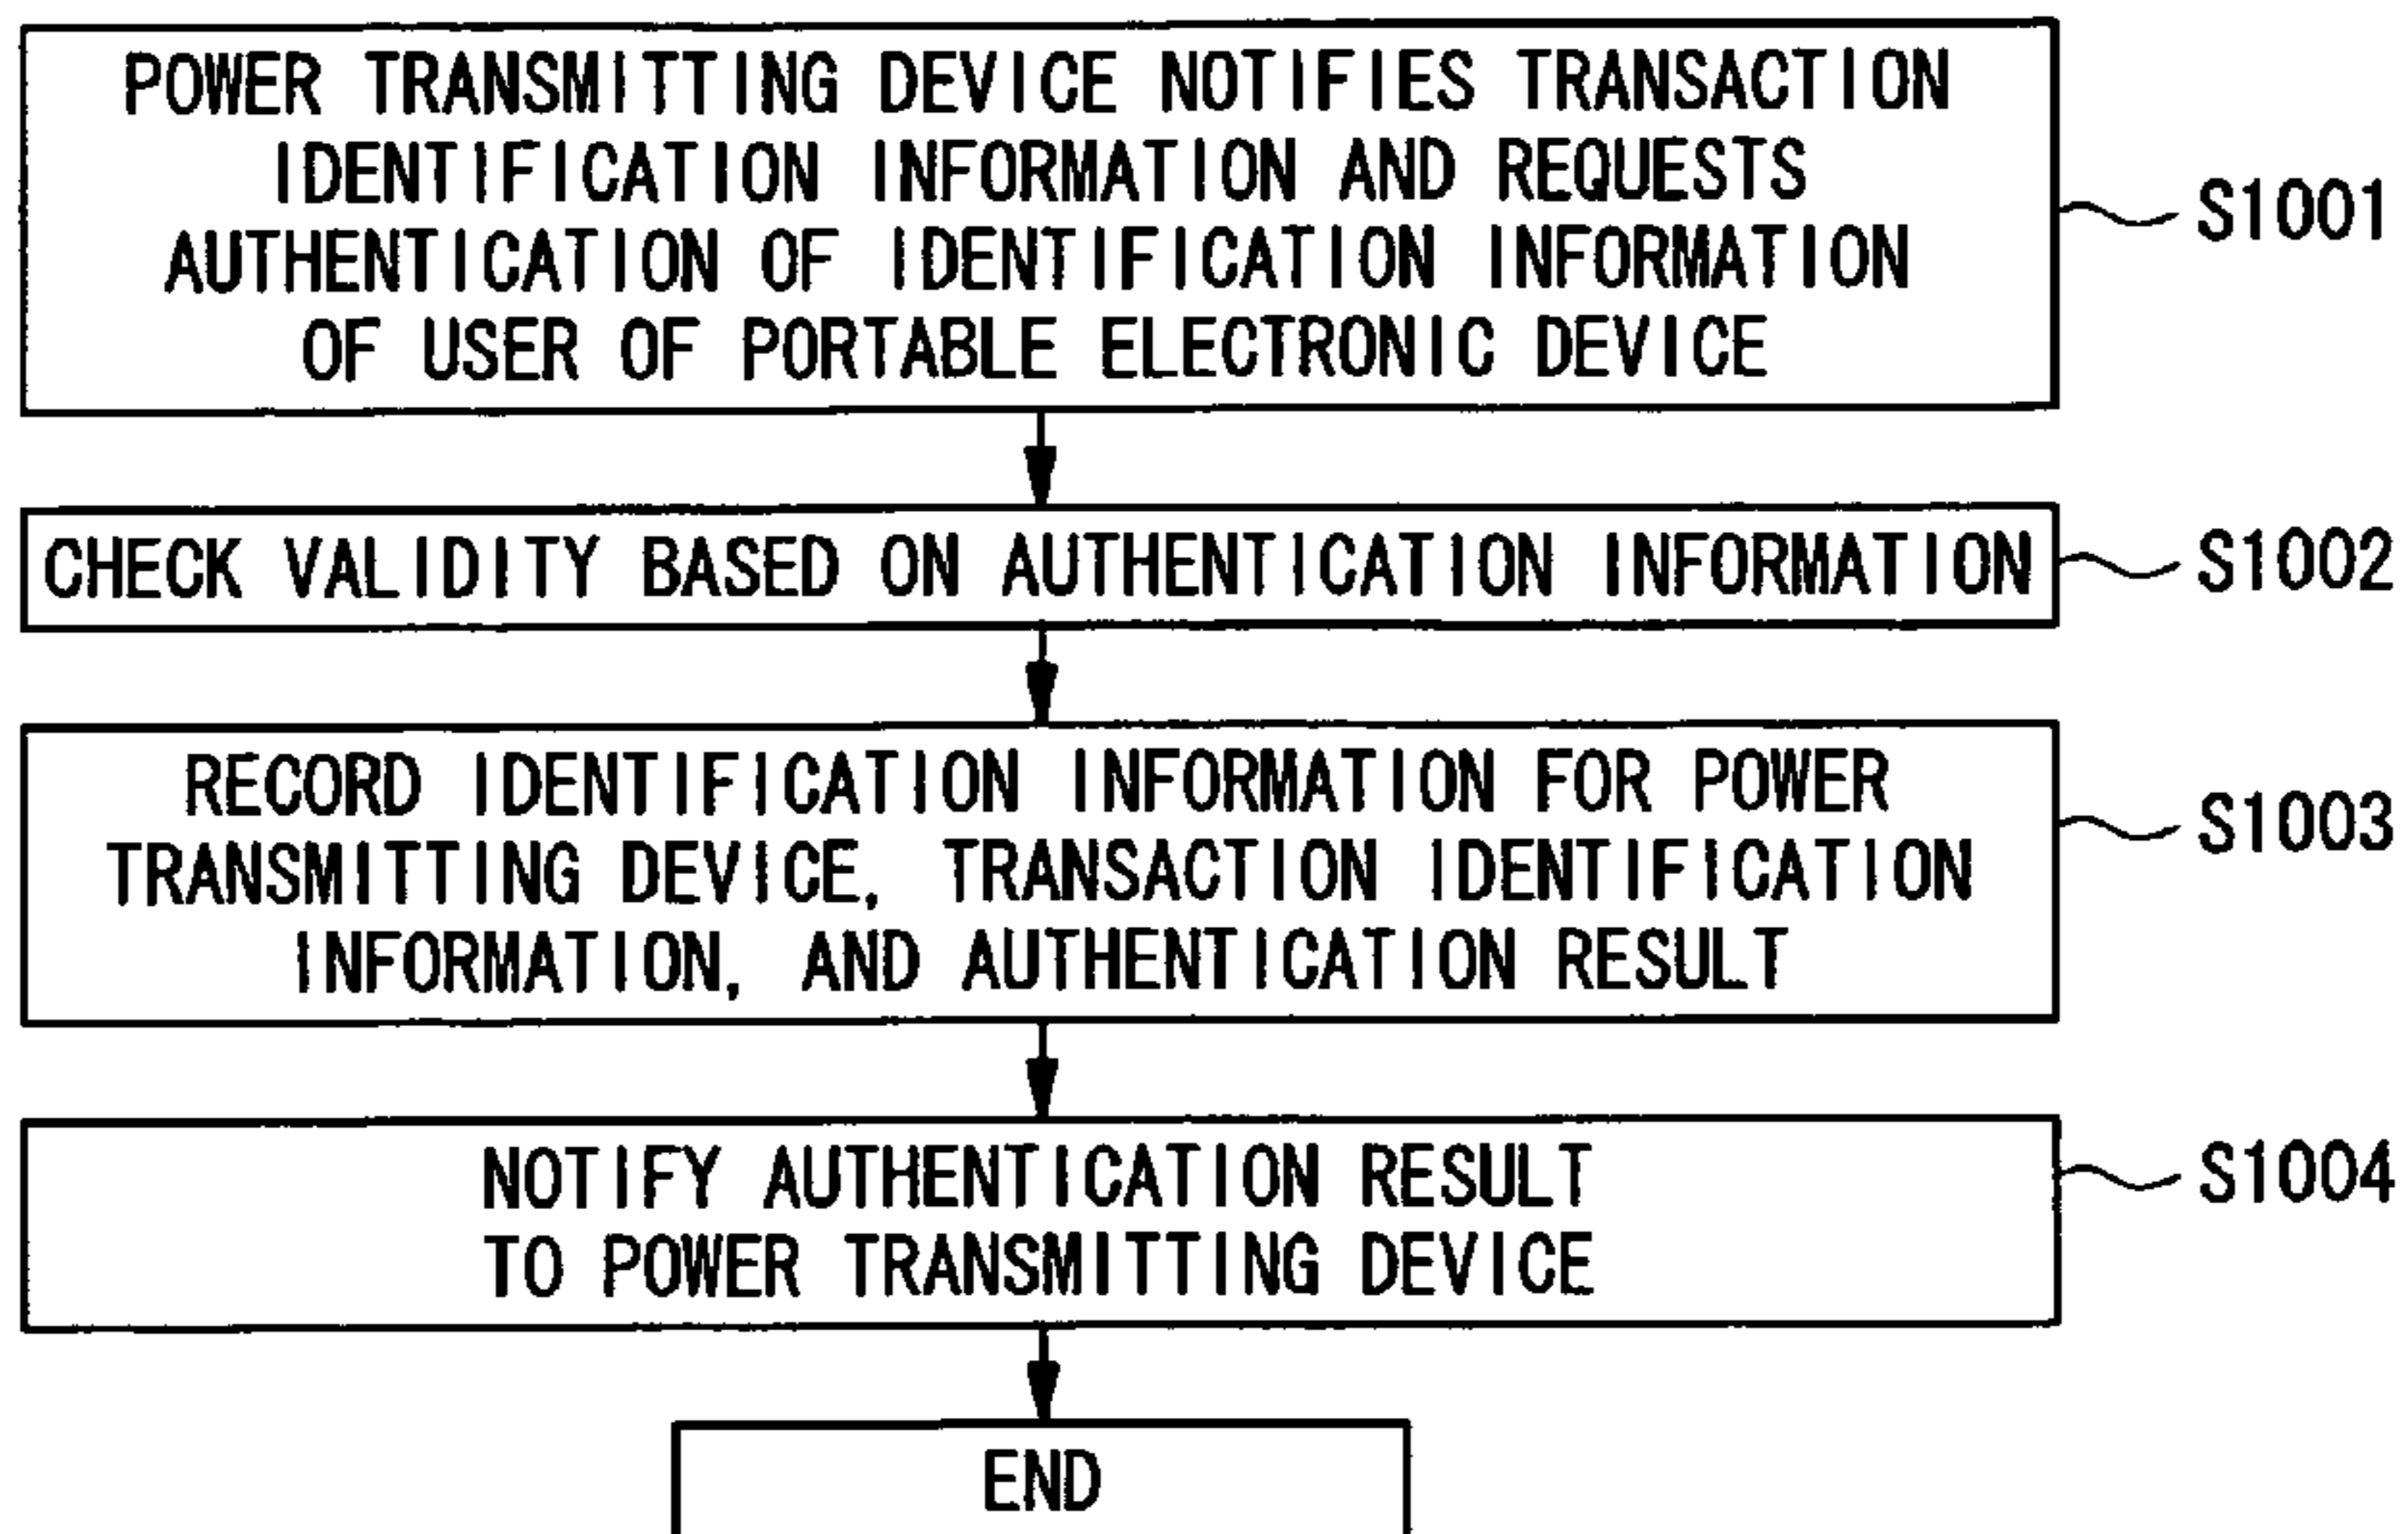 POWER TRANSMITTING DEVICE NOTIFIES TRANSACTION
IDENTIFICATION INFORMATION AND REQUESTS
AUTHENTICATION OF IDENTIFICATION INFORMATION
OF USER OF PORTABLE ELECTRONIC DEVICE
S1001
CHECK VALIDITY BASED ON AUTHENTICATION INFORMATION
S1002
RECORD IDENTIFICATION INFORMATION FOR POWER
TRANSMITTING DEVICE, TRANSACTION IDENTIFICATION
INFORMATION, AND AUTHENTICATION RESULT
S1003
NOTIFY AUTHENTICATION RESULT
TO POWER TRANSMITTING DEVICE
S1004
END